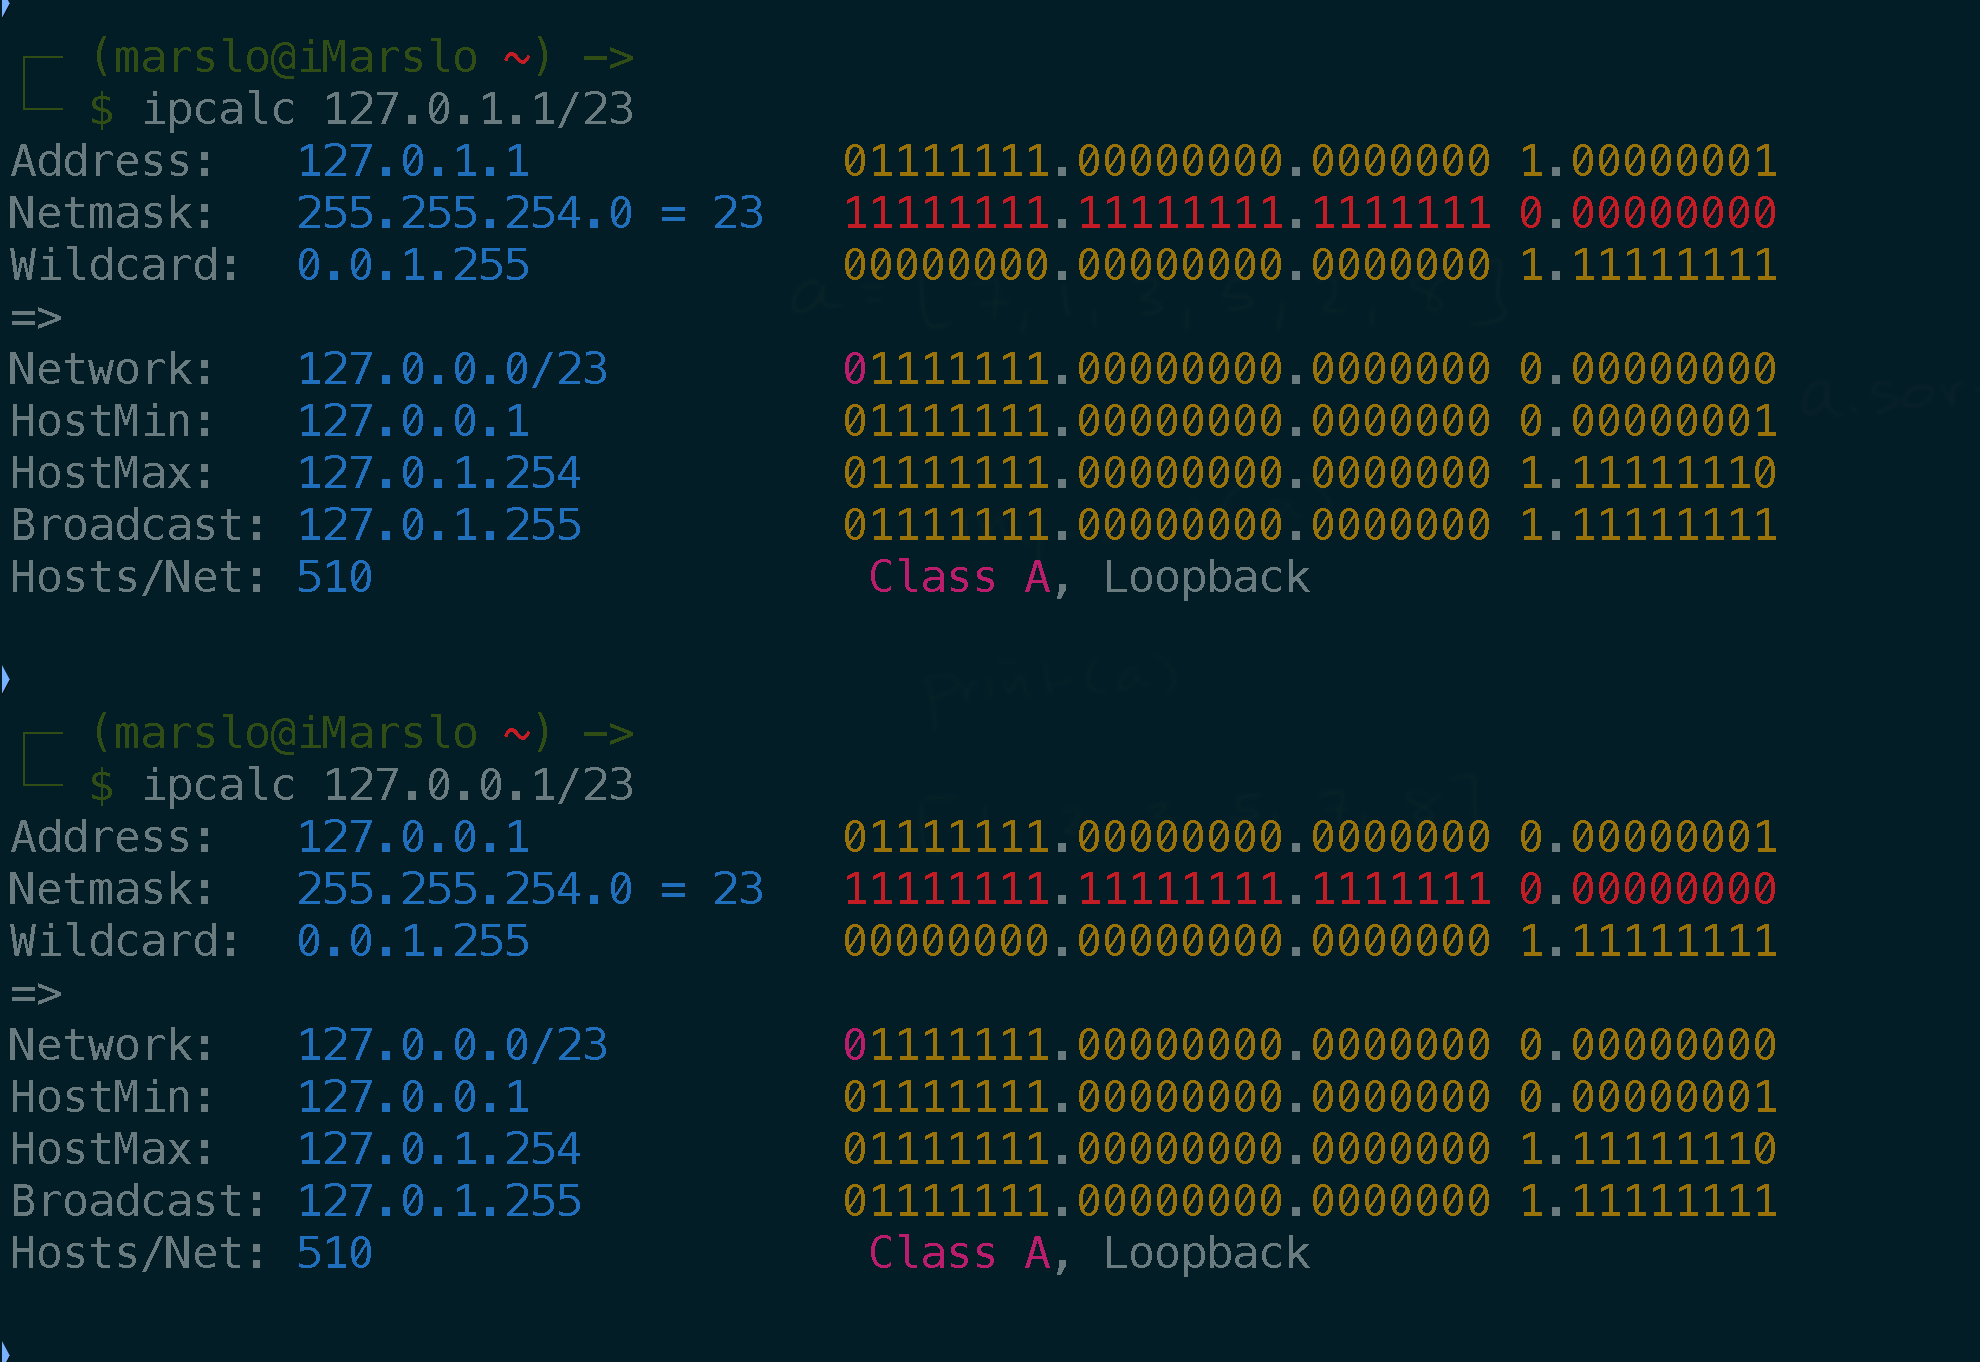 (marslo@iMarslo ~) ->
$ ipcalc 127.0.1.1/23
Address:   127.0.1.1            01111111.00000000.0000000 1.00000001
Netmask:   255.255.254.0 = 23   11111111.11111111.1111111 0.00000000
Wildcard:  0.0.1.255            00000000.00000000.0000000 1.11111111
=>
a = [7, 1, 3, 5, 2, 8]
Network:   127.0.0.0/23         01111111.00000000.0000000 0.00000000
a.sor
HostMin:   127.0.0.1            01111111.00000000.0000000 0.00000001
HostMax:   127.0.1.254          01111111.00000000.0000000 1.11111110
Broadcast: 127.0.1.255          01111111.00000000.0000000 1.11111111
Hosts/Net: 510                   Class A, Loopback
print(a)
(marslo@iMarslo ~) ->
$ ipcalc 127.0.0.1/23
Address:   127.0.0.1            01111111.00000000.0000000 0.00000001
Netmask:   255.255.254.0 = 23   11111111.11111111.1111111 0.00000000
Wildcard:  0.0.1.255            00000000.00000000.0000000 1.11111111
=>
Network:   127.0.0.0/23         01111111.00000000.0000000 0.00000000
HostMin:   127.0.0.1            01111111.00000000.0000000 0.00000001
HostMax:   127.0.1.254          01111111.00000000.0000000 1.11111110
Broadcast: 127.0.1.255          01111111.00000000.0000000 1.11111111
Hosts/Net: 510                   Class A, Loopback